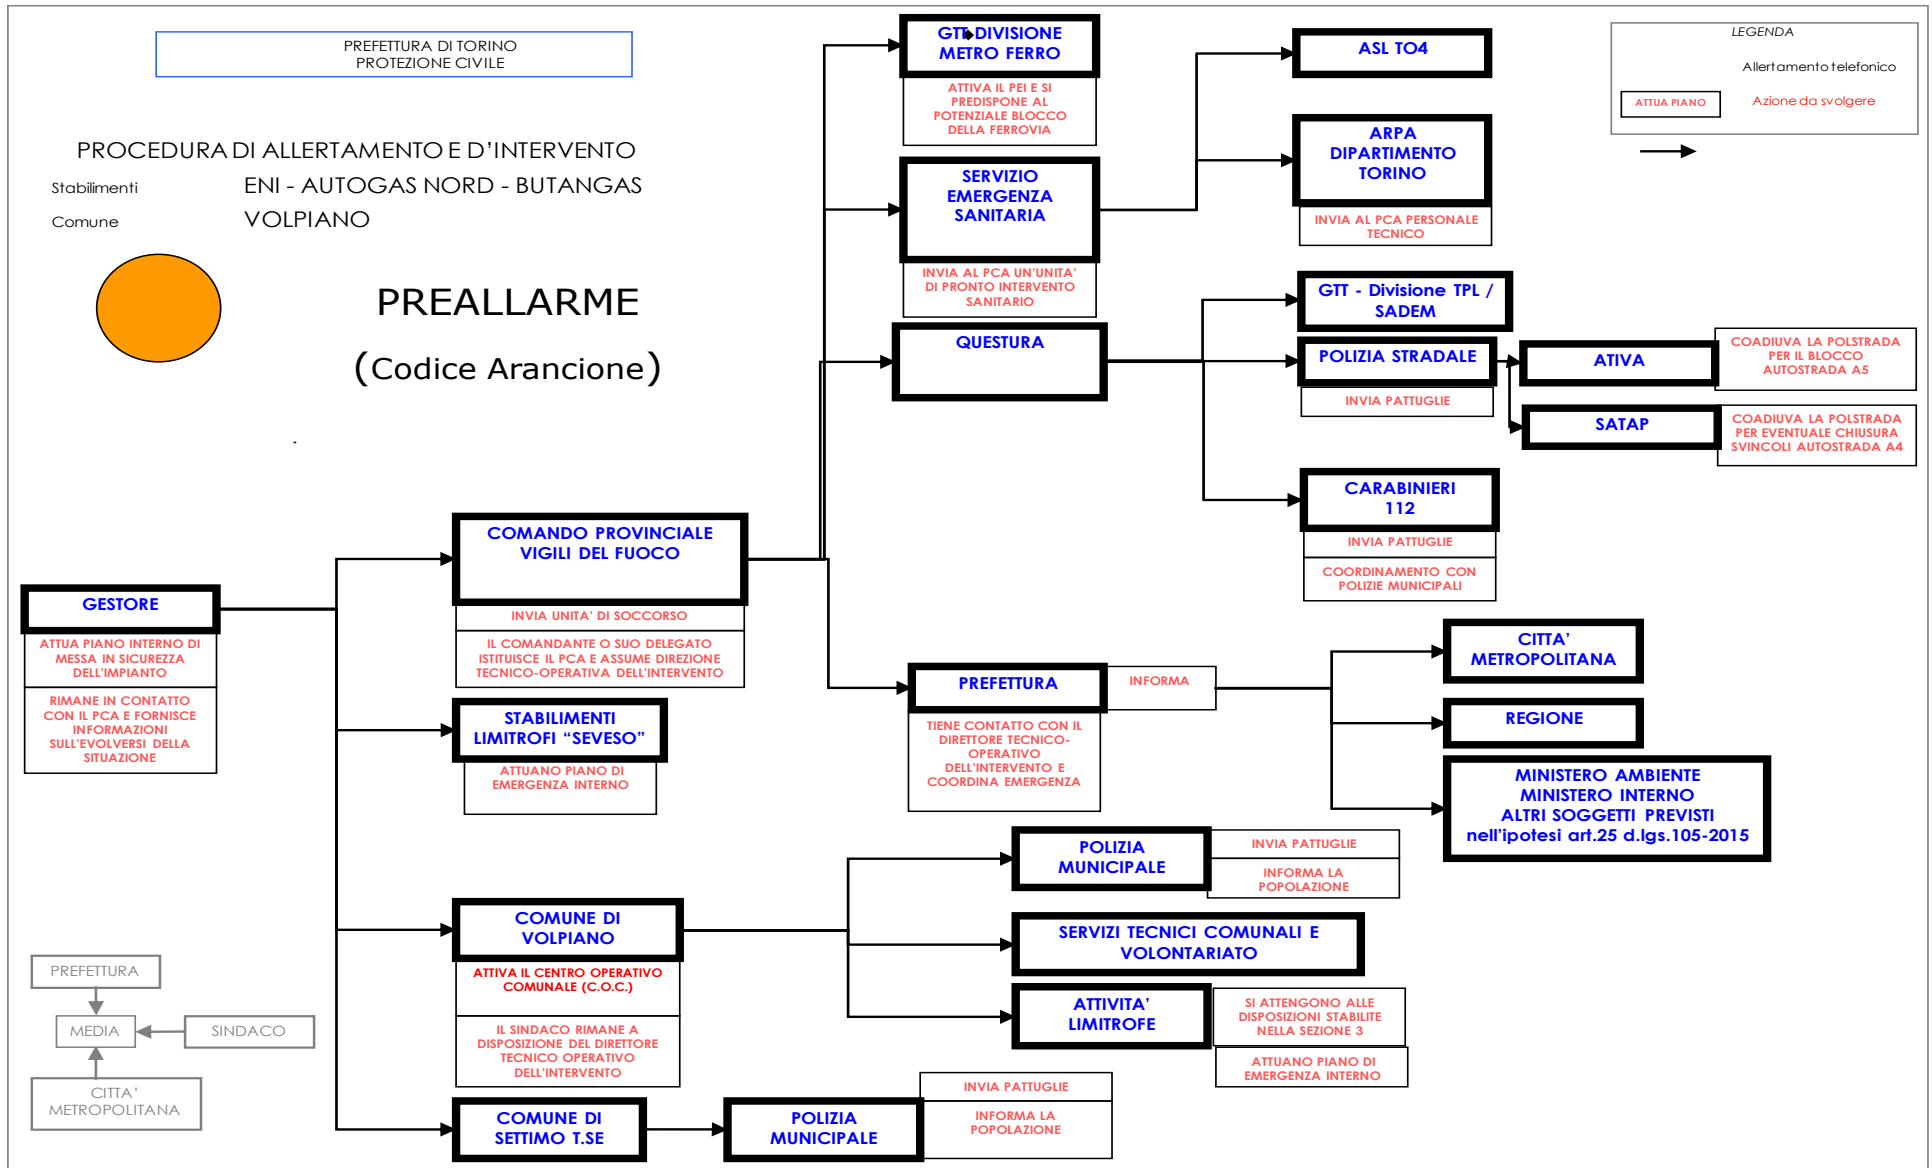 PREFETTURA DI TORINO
PROTEZIONE CIVILE
PROCEDURA DI ALLERTAMENTO E D'INTERVENTO
Stabilimenti ENI - AUTOGAS NORD - BUTANGAS
Comune VOLPIANO
PREALLARME
(Codice Arancione)
LEGENDA
Allertamento telefonico
ATTUA PIANO
Azione da svolgere
GTT-DIVISIONE
METRO FERRO
ATTIVA IL PEI E SI
PREDISPONE AL
POTENZIALE BLOCCO
DELLA FERROVIA
SERVIZIO
EMERGENZA
SANITARIA
INVIA AL PCA UN'UNITA'
DI PRONTO INTERVENTO
SANITARIO
QUESTURA
ASL TO4
ARPA
DIPARTIMENTO
TORINO
INVIA AL PCA PERSONALE
TECNICO
GTT - Divisione TPL /
SADEM
POLIZIA STRADALE
INVIA PATTUGLIE
ATIVA
COADIUVA LA POLSTRADA
PER IL BLOCCO
AUTOSTRADA A5
SATAP
COADIUVA LA POLSTRADA
PER EVENTUALE CHIUSURA
SVINCOLI AUTOSTRADA A4
CARABINIERI
112
INVIA PATTUGLIE
COORDINAMENTO CON
POLIZIE MUNICIPALI
GESTORE
ATTUA PIANO INTERNO DI
MESSA IN SICUREZZA
DELL'IMPIANTO
RIMANE IN CONTATTO
CON IL PCA E FORNISCE
INFORMAZIONI
SULL'EVOLVERSI DELLA
SITUAZIONE
COMANDO PROVINCIALE
VIGILI DEL FUOCO
INVIA UNITA' DI SOCCORSO
IL COMANDANTE O SUO DELEGATO
ISTITUISCE IL PCA E ASSUME DIREZIONE
TECNICO-OPERATIVA DELL'INTERVENTO
STABILIMENTI
LIMITROFI "SEVESO"
ATTUANO PIANO DI
EMERGENZA INTERNO
PREFETTURA
INFORMA
TIENE CONTATTO CON IL
DIRETTORE TECNICO-
OPERATIVO
DELL'INTERVENTO E
COORDINA EMERGENZA
CITTA'
METROPOLITANA
REGIONE
MINISTERO AMBIENTE
MINISTERO INTERNO
ALTRI SOGGETTI PREVISTI
nell'ipotesi art.25 d.lgs.105-2015
COMUNE DI
VOLPIANO
ATTIVA IL CENTRO OPERATIVO
COMUNALE (C.O.C.)
IL SINDACO RIMANE A
DISPOSIZIONE DEL DIRETTORE
TECNICO OPERATIVO
DELL'INTERVENTO
POLIZIA
MUNICIPALE
INVIA PATTUGLIE
INFORMA LA
POPOLAZIONE
SERVIZI TECNICI COMUNALI E
VOLONTARIATO
ATTIVITA'
LIMITROFE
SI ATTENGONO ALLE
DISPOSIZIONI STABILITE
NELLA SEZIONE 3
ATTUANO PIANO DI
EMERGENZA INTERNO
COMUNE DI
SETTIMO T.SE
POLIZIA
MUNICIPALE
INVIA PATTUGLIE
INFORMA LA
POPOLAZIONE
PREFETTURA
MEDIA
SINDACO
CITTA'
METROPOLITANA